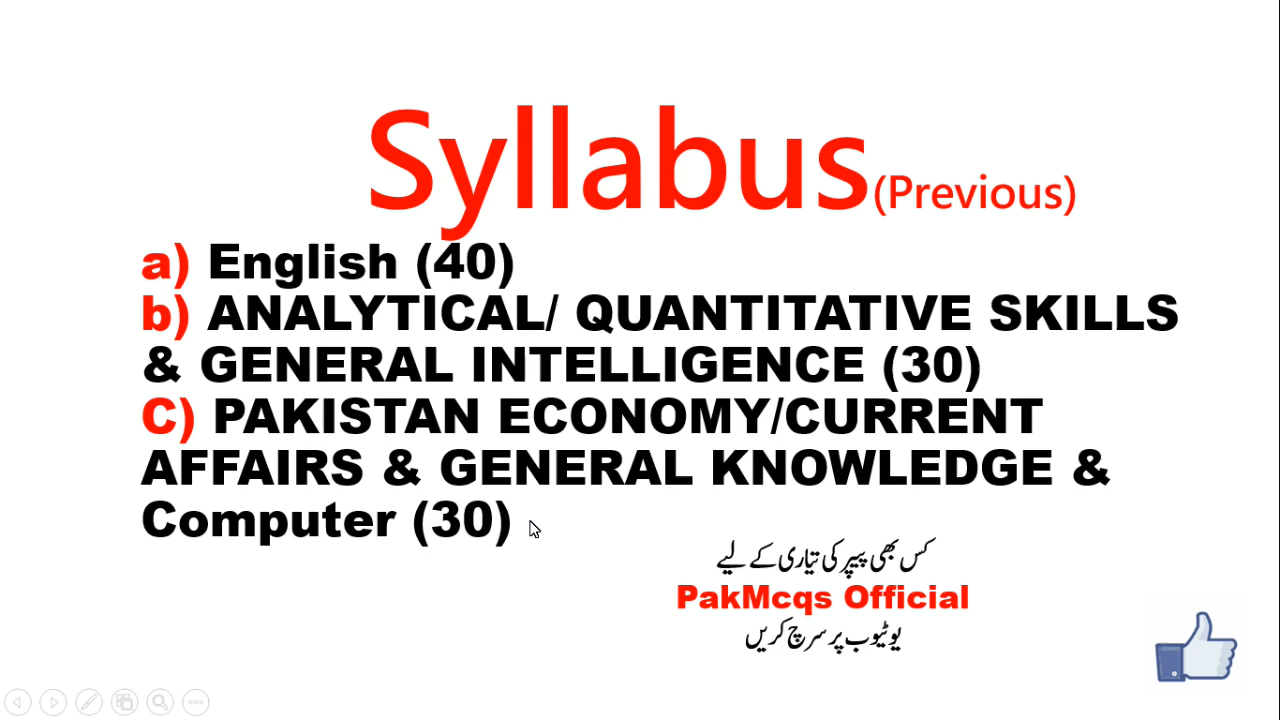 Syllabus(Previous)
a) English (40)
b) ANALYTICAL/ QUANTITATIVE SKILLS
& GENERAL INTELLIGENCE (30)
C) PAKISTAN ECONOMY/CURRENT
AFFAIRS & GENERAL KNOWLEDGE &
Computer (30)
کس بھی پیپر کی تیاری کے لیے
PakMcqs Official
یوٹیوب پر سرچ کریں